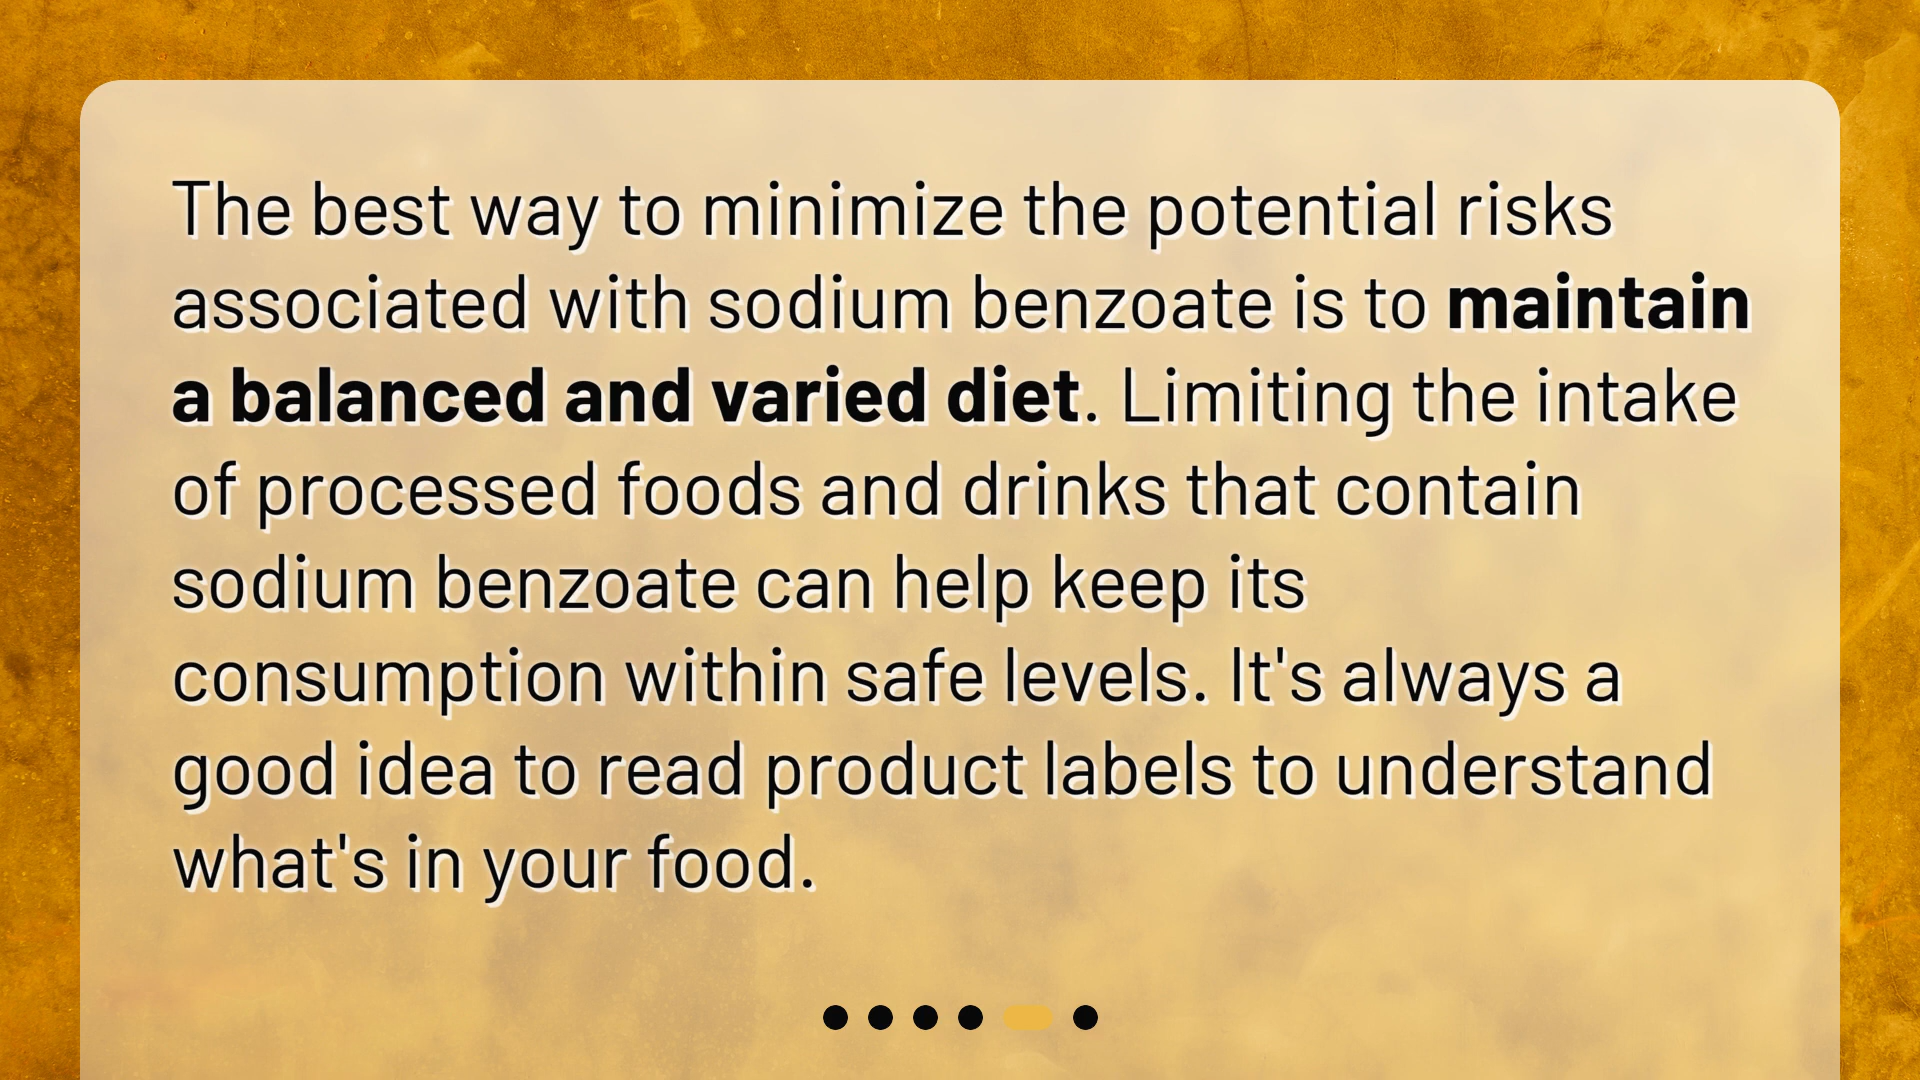 The best way to minimize the potential risks
associated with sodium benzoate is to maintain
a balanced and varied diet. Limiting the intake
of processed foods and drinks that contain
sodium benzoate can help keep its
consumption within safe levels. It's always a
good idea to read product labels to understand
what's in your food.